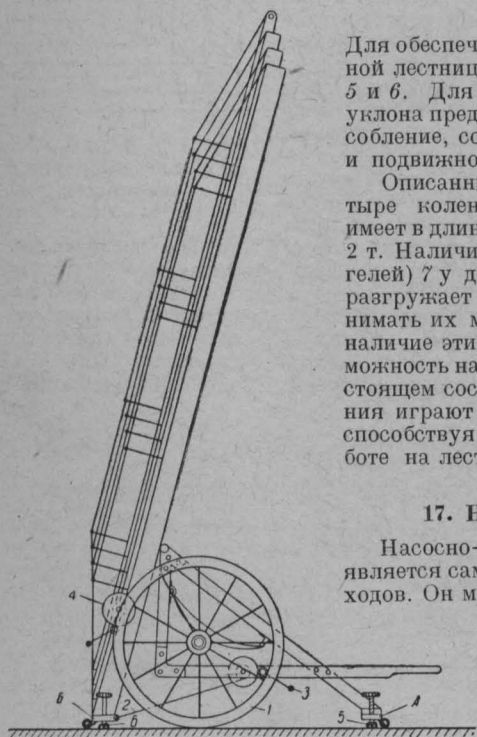 Для обеспеч
ной лестниц
5 и 6. Для
уклона пред
собление, со
и подвижно
Описанн
тыре колен
имеет в длин
2 т. Наличи
гелей) 7 у д
разгружает
нимать их м
наличие эти
можность на
стоящем сос
ния играют
способствуя
боте на лест
17. Н
Насосно-
является сам
ходов. Он м
4
Б
2
6
1
3
5
А